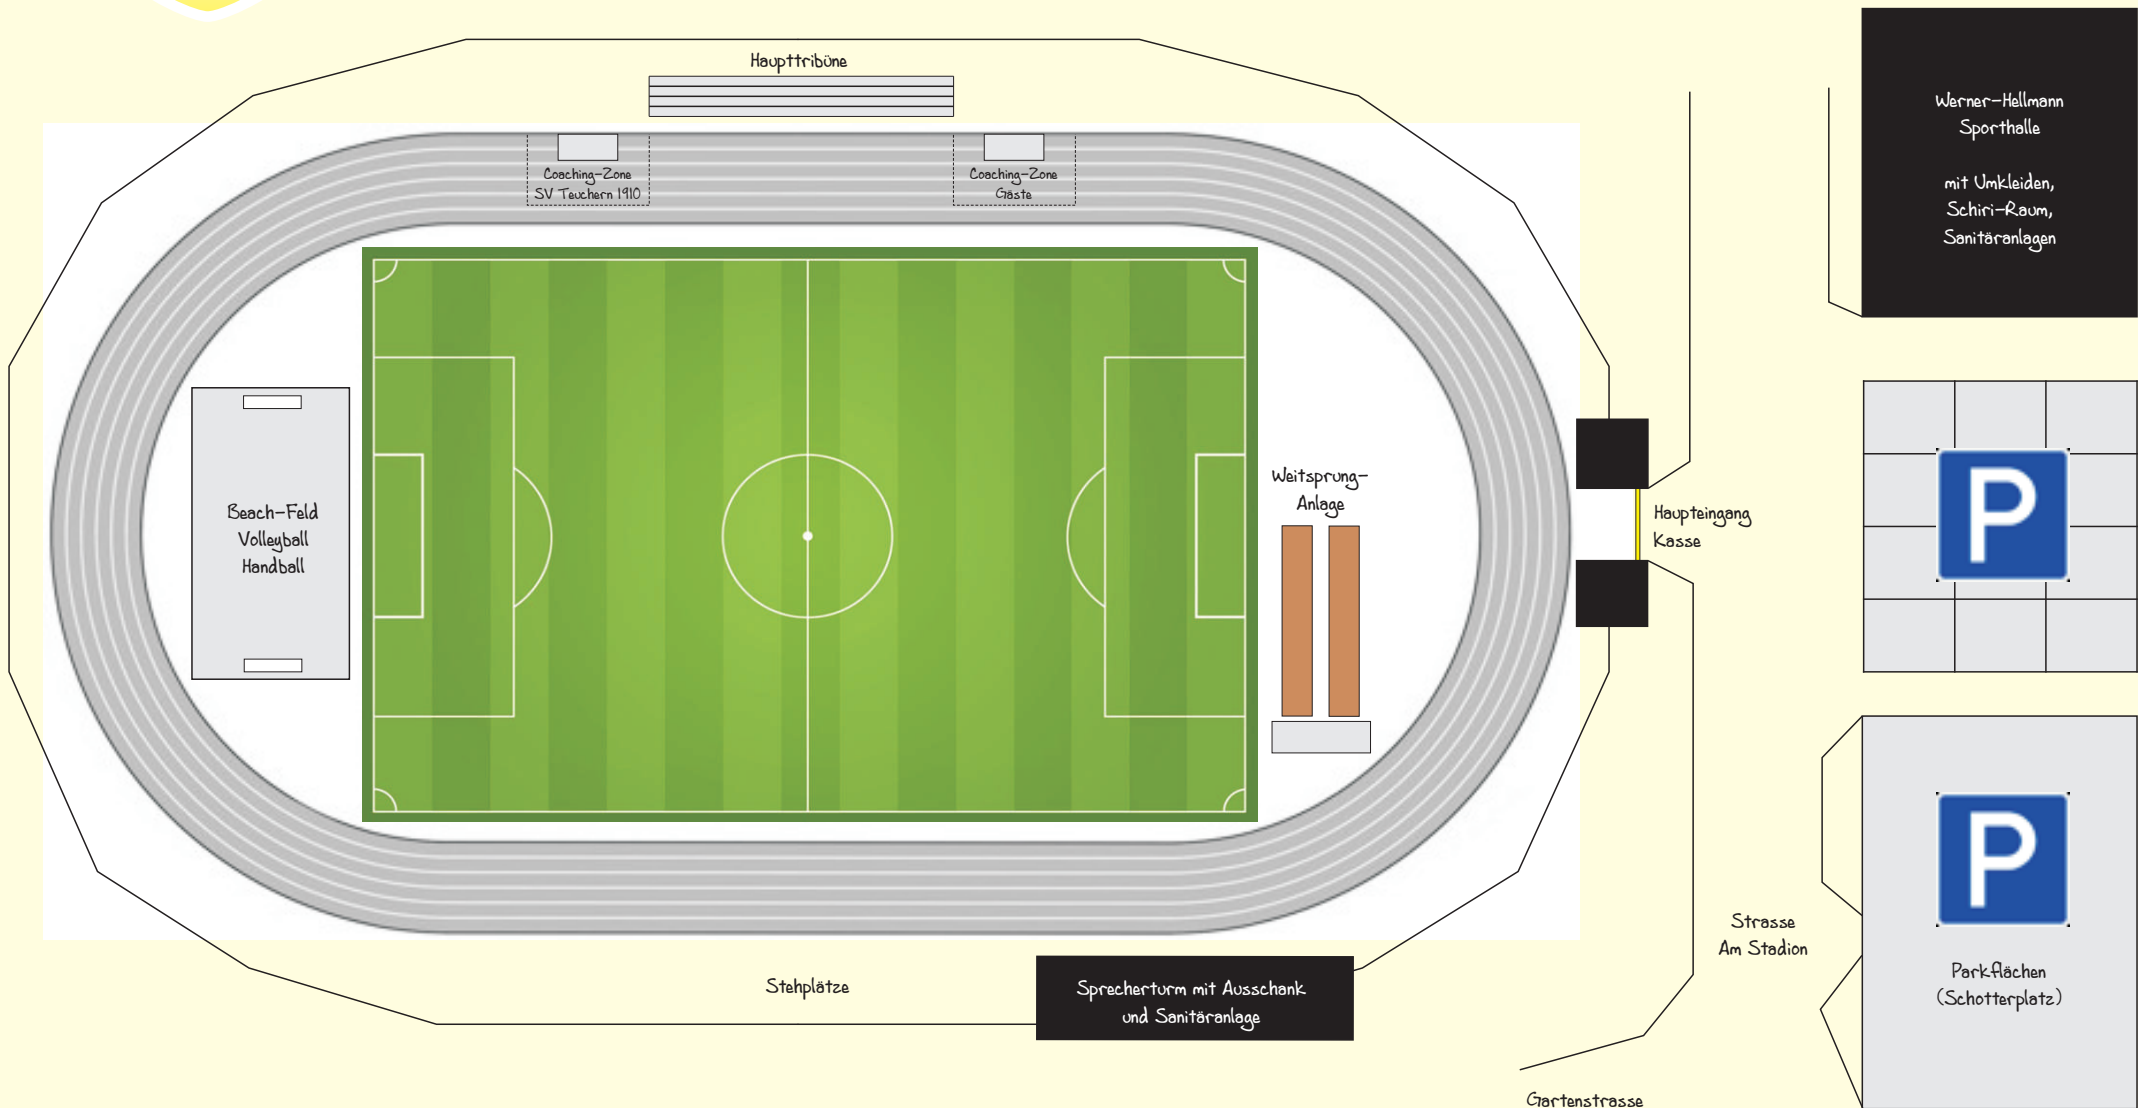 Haupttribüne
Coaching-Zone
SV Teuchern 1910
Coaching-Zone
Gäste
Werner-Hellmann
Sporthalle
mit Umkleiden,
Schiri-Raum,
Sanitäranlagen
Beach-Feld
Volleyball
Handball
Weitsprung-
Anlage
Haupteingang
Kasse
P
Strasse
Am Stadion
P
Parkflächen
(Schotterplatz)
Stehplätze
Sprecherturm mit Ausschank
und Sanitäranlage
Gartenstrasse